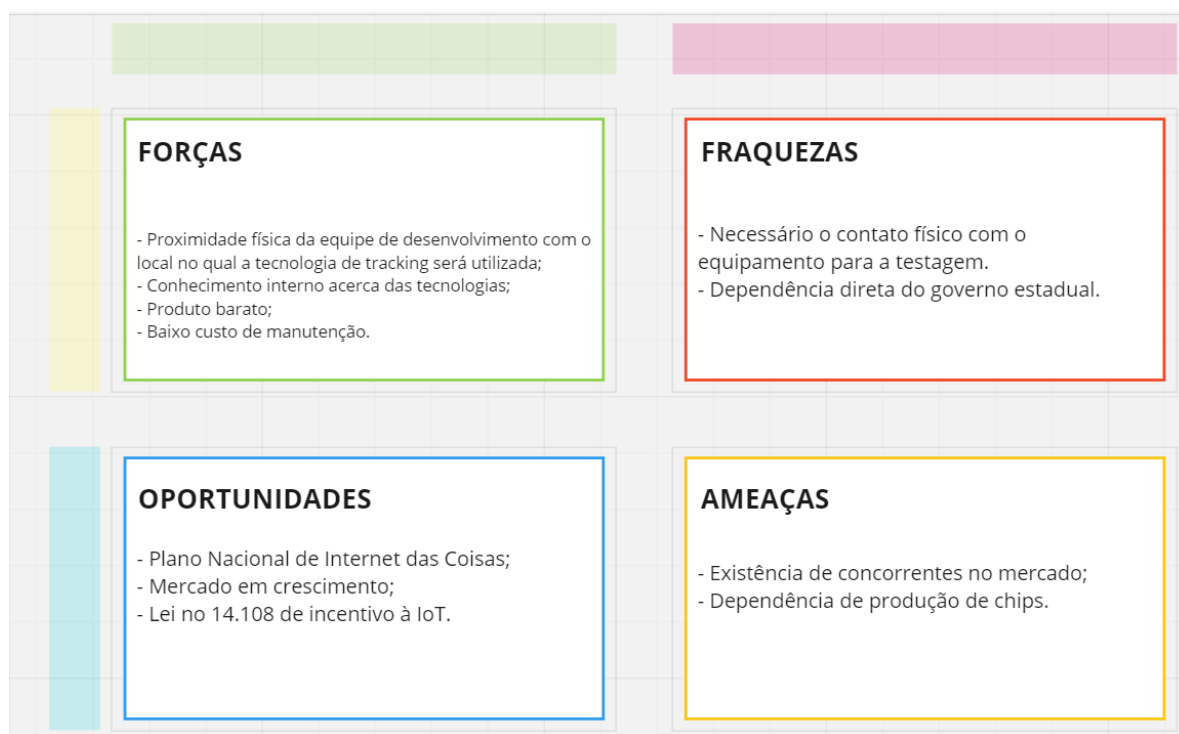 FORÇAS
- Proximidade física da equipe de desenvolvimento com o
local no qual a tecnologia de tracking será utilizada;
- Conhecimento interno acerca das tecnologias;
- Produto barato;
- Baixo custo de manutenção.
FRAQUEZAS
- Necessário o contato físico com o
equipamento para a testagem.
- Dependência direta do governo estadual.
OPORTUNIDADES
- Plano Nacional de Internet das Coisas;
- Mercado em crescimento;
- Lei no 14.108 de incentivo à IoT.
AMEAÇAS
- Existência de concorrentes no mercado;
- Dependência de produção de chips.